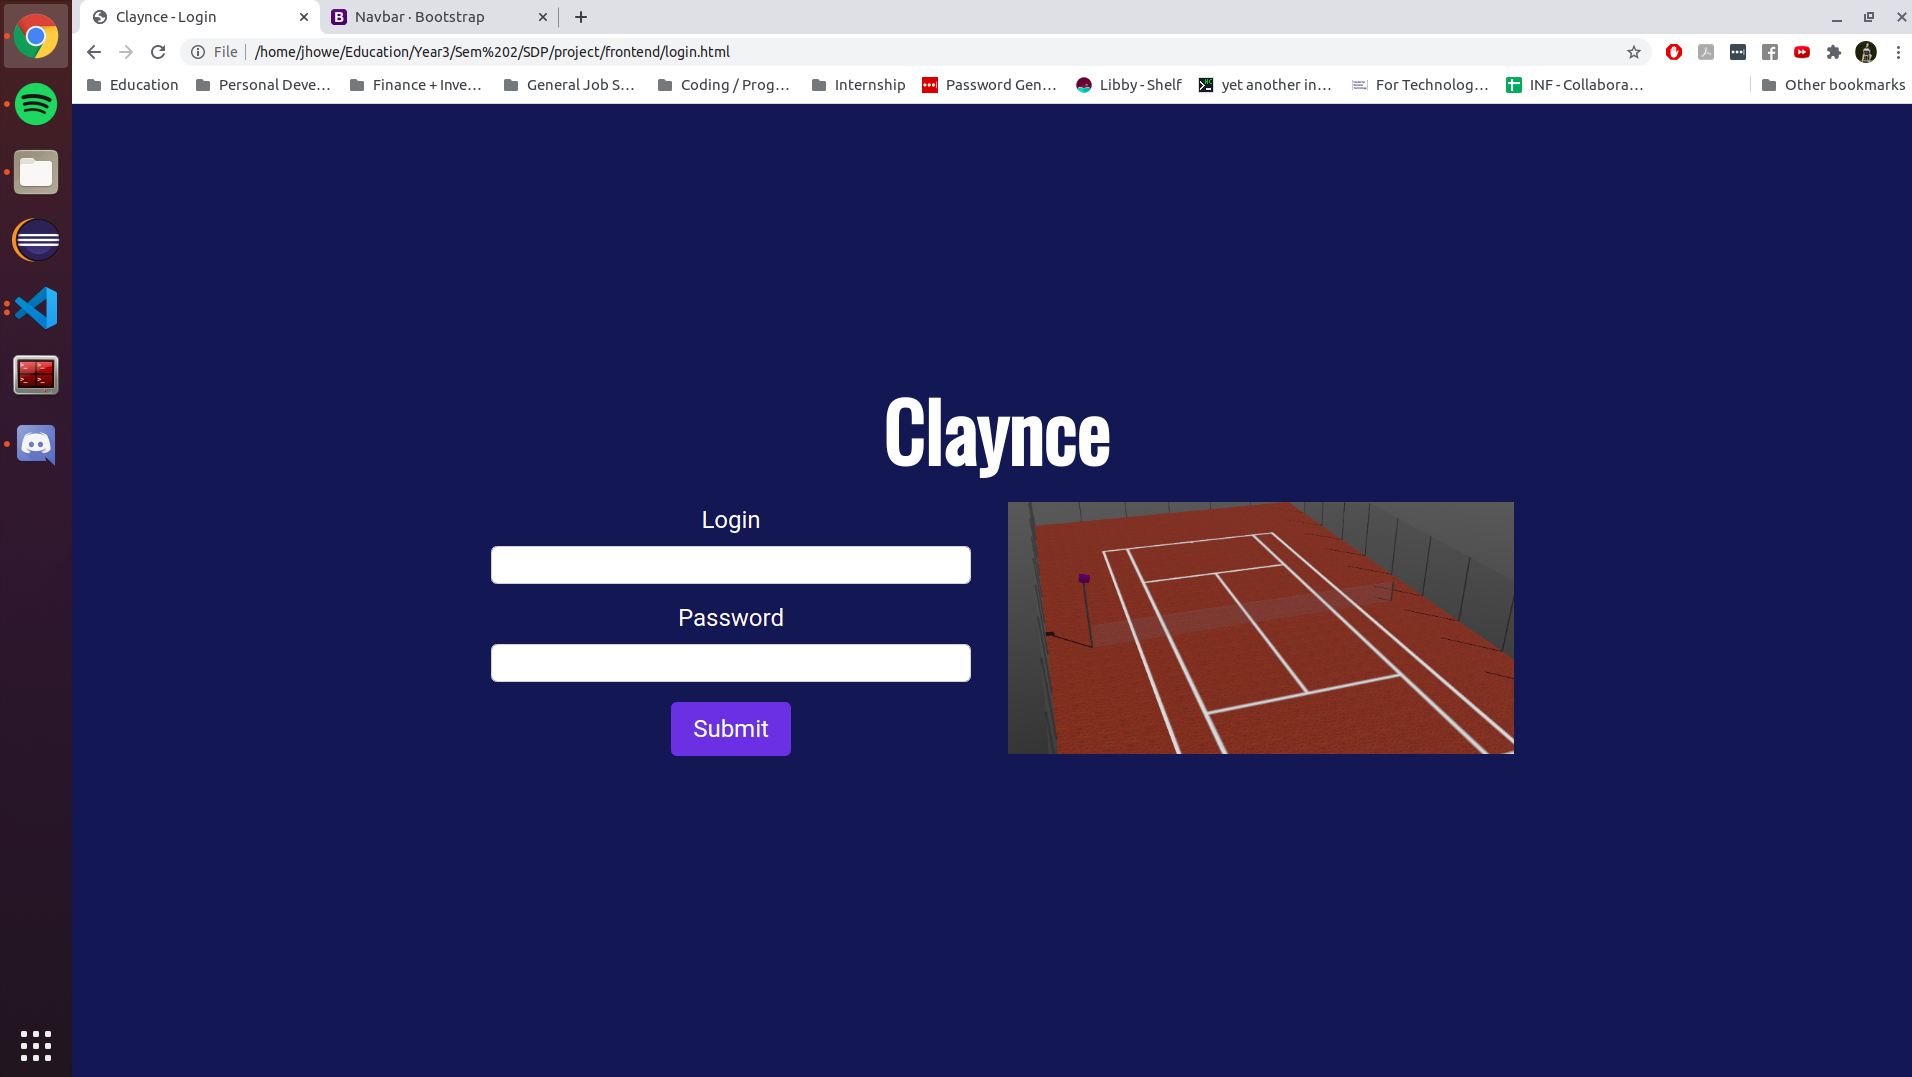 Claynce - Login
Navbar · Bootstrap
File
/home/jhowe/Education/Year3/Sem%202/SDP/project/frontend/login.html
Education
Personal Deve…
Finance + Inve…
General Job S…
Coding / Prog…
Internship
Password Gen…
Libby - Shelf
yet another in…
For Technolog…
INF - Collabora…
Other bookmarks
Claynce
Login
Password
Submit